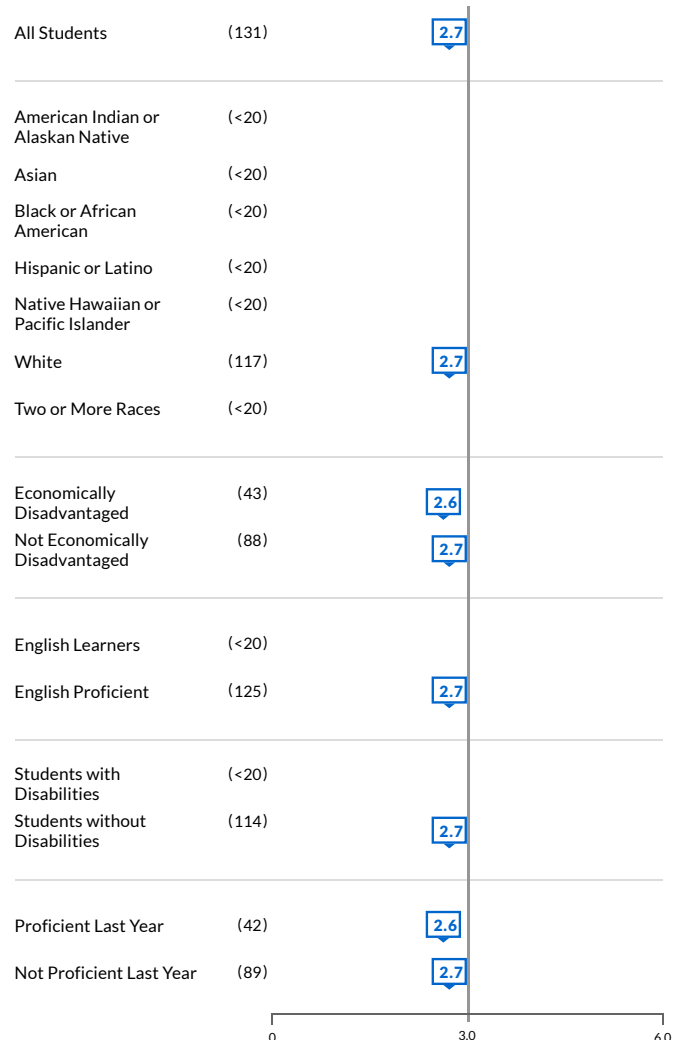 All Students (131) 2.7
American Indian or (<20)
Alaskan Native
Asian (<20)
Black or African (<20)
American
Hispanic or Latino (<20)
Native Hawaiian or (<20)
Pacific Islander
White (117) 2.7
Two or More Races (<20)
Economically (43) 2.6
Disadvantaged
Not Economically (88) 2.7
Disadvantaged
English Learners (<20)
English Proficient (125) 2.7
Students with (<20)
Disabilities
Students without (114) 2.7
Disabilities
Proficient Last Year (42) 2.6
Not Proficient Last Year (89) 2.7
0 3.0 6.0